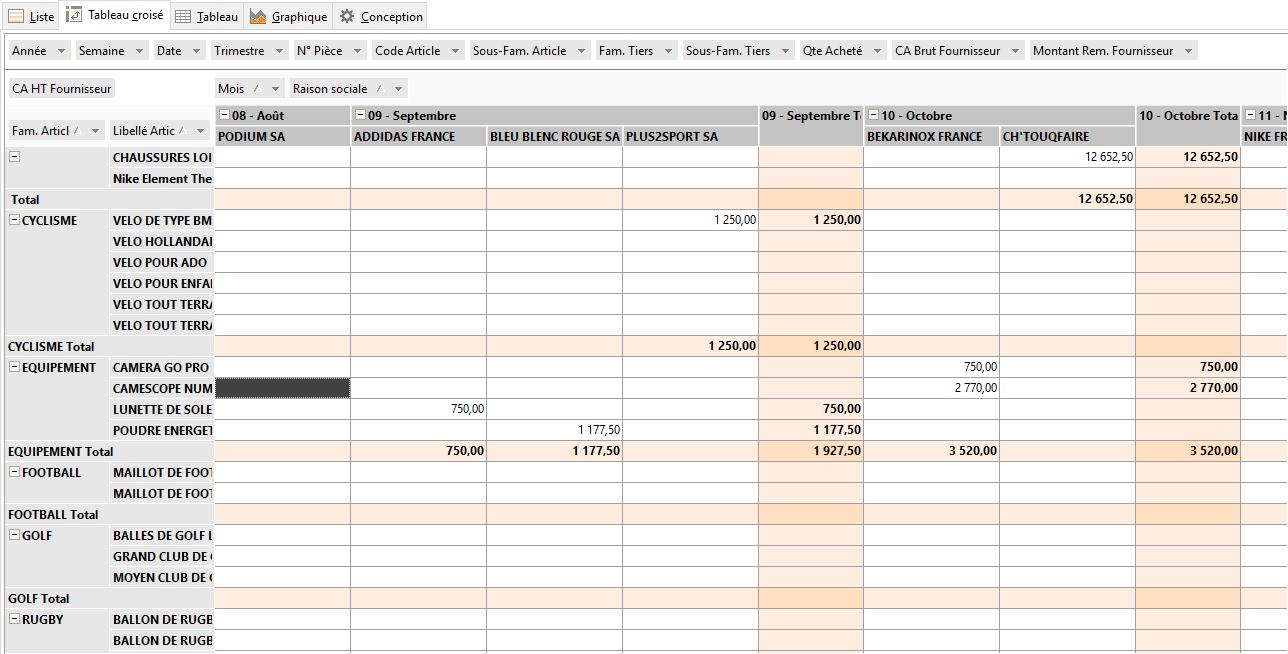 Liste Tableau croisé Tableau Graphique Conception
Année Semaine Date Trimestre N° Pièce Code Article Sous-Fam. Article Fam. Tiers Sous-Fam. Tiers Qte Acheté CA Brut Fournisseur Montant Rem. Fournisseur
CA HT Fournisseur Mois Raison sociale
08 - Août 09 - Septembre 09 - Septembre 10 - Octobre 10 - Octobre Tota 11 -
Fam. Articl Libellé Artic PODIUM SA ADDIDAS FRANCE BLEU BLENC ROUGE SA PLUS2SPORT SA BEKARINOX FRANCE CH'TOUQFAIRE NIKE FR
CHAUSSURES LOI 12 652,50 12 652,50
Nike Element The
Total 12 652,50 12 652,50
CYCLISME VELO DE TYPE BM 1 250,00 1 250,00
VELO HOLLANDAI
VELO POUR ADO
VELO POUR ENFA
VELO TOUT TERRA
VELO TOUT TERRA
CYCLISME Total 1 250,00 1 250,00
EQUIPEMENT CAMERA GO PRO 750,00 750,00
CAMESCOPE NUM 2 770,00 2 770,00
LUNETTE DE SOLE 750,00 750,00
POUDRE ENERGET 1 177,50 1 177,50
EQUIPEMENT Total 750,00 1 177,50 1 927,50 3 520,00 3 520,00
FOOTBALL MAILLOT DE FOOT
MAILLOT DE FOOT
FOOTBALL Total
GOLF BALLES DE GOLF L
GRAND CLUB DE
MOYEN CLUB DE
GOLF Total
RUGBY BALLON DE RUGB
BALLON DE RUGB